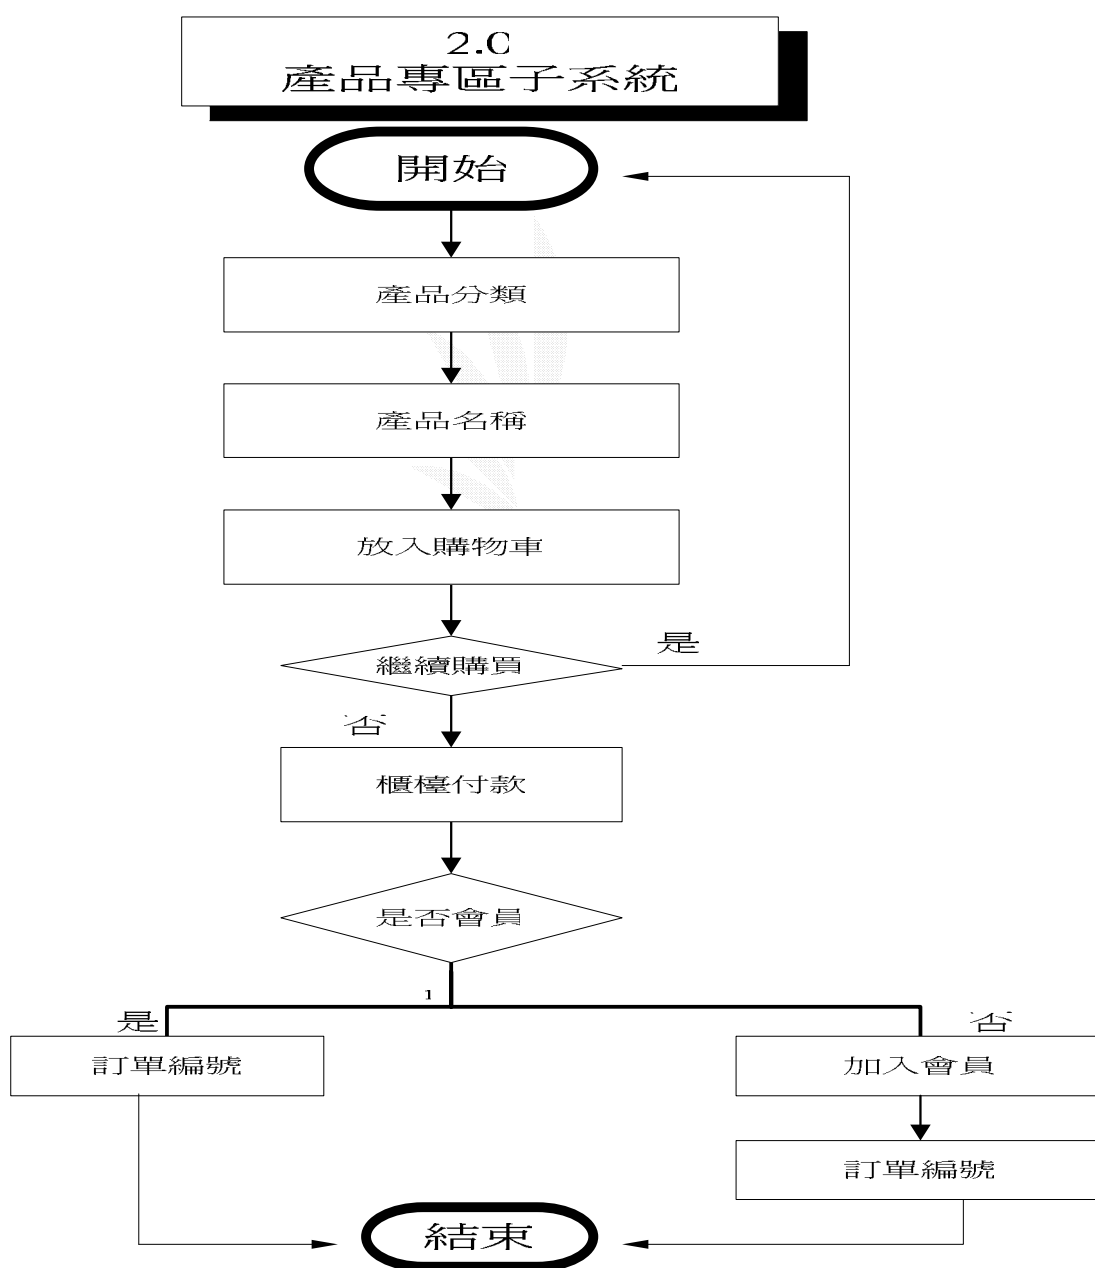 2.0
產品專區子系統
開始
產品分類
產品名稱
放入購物車
是
繼續購買
否
櫃檯付款
是否會員
1
是
否
訂單編號
加入會員
訂單編號
結束